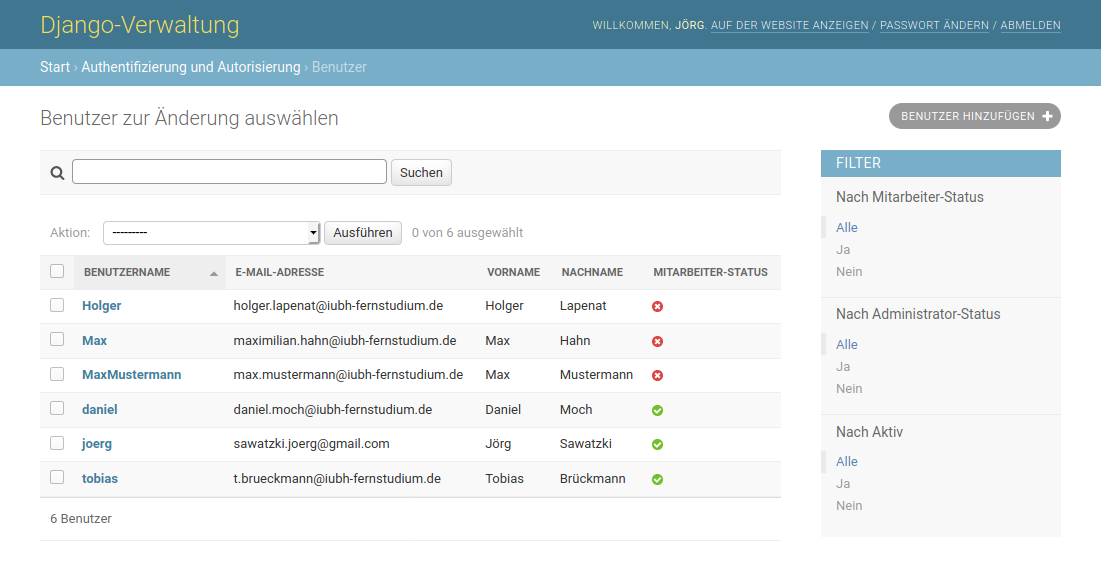 Django-Verwaltung
WILLKOMMEN, JÖRG. AUF DER WEBSITE ANZEIGEN / PASSWORT ÄNDERN / ABMELDEN
Start › Authentifizierung und Autorisierung › Benutzer
Benutzer zur Änderung auswählen
BENUTZER HINZUFÜGEN +
Suchen
Aktion: --------- Ausführen 0 von 6 ausgewählt
BENUTZERNAME E-MAIL-ADRESSE VORNAME NACHNAME MITARBEITER-STATUS
Holger holger.lapenat@iubh-fernstudium.de Holger Lapenat
Max maximilian.hahn@iubh-fernstudium.de Max Hahn
MaxMustermann max.mustermann@iubh-fernstudium.de Max Mustermann
daniel daniel.moch@iubh-fernstudium.de Daniel Moch
joerg sawatzki.joerg@gmail.com Jörg Sawatzki
tobias t.brueckmann@iubh-fernstudium.de Tobias Brückmann
6 Benutzer
FILTER
Nach Mitarbeiter-Status
Alle
Ja
Nein
Nach Administrator-Status
Alle
Ja
Nein
Nach Aktiv
Alle
Ja
Nein